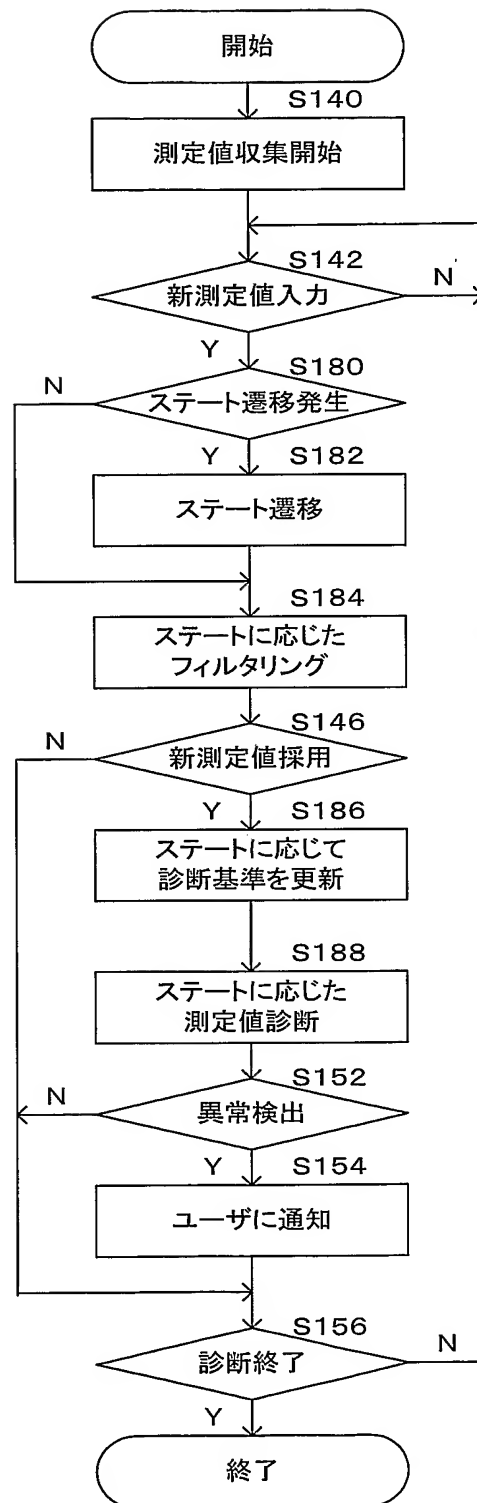 開始
S140
測定値収集開始
S142
新測定値入力
N
Y
S180
N
ステート遷移発生
Y
S182
ステート遷移
S184
ステートに応じた
フィルタリング
S146
N
新測定値採用
Y
S186
ステートに応じて
診断基準を更新
S188
ステートに応じた
測定値診断
S152
N
異常検出
Y
S154
ユーザに通知
S156
診断終了
N
Y
終了